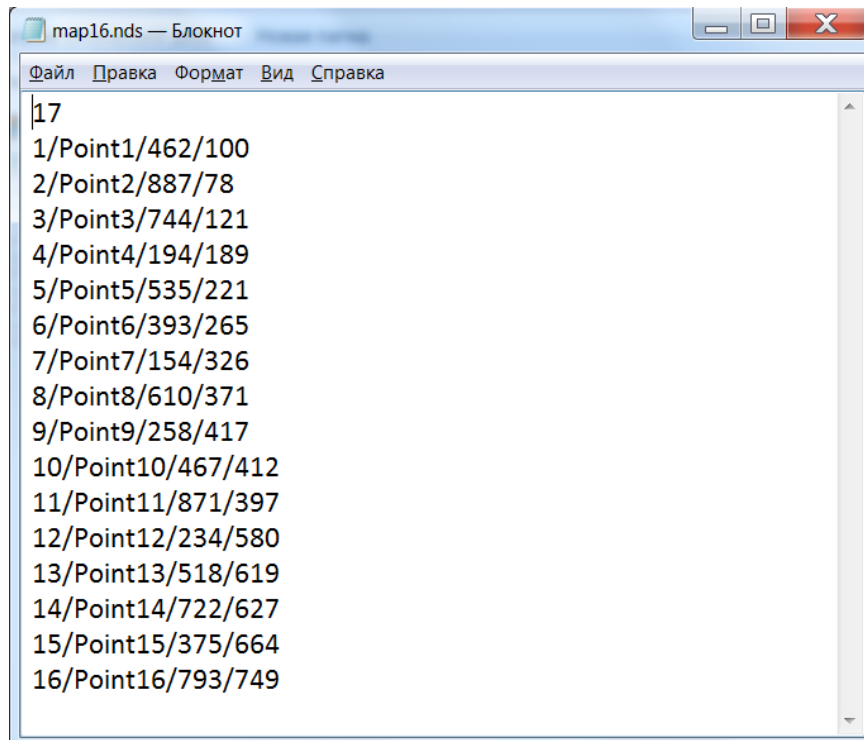 map16.nds — Блокнот
Файл Правка Формат Вид Справка
17
1/Point1/462/100
2/Point2/887/78
3/Point3/744/121
4/Point4/194/189
5/Point5/535/221
6/Point6/393/265
7/Point7/154/326
8/Point8/610/371
9/Point9/258/417
10/Point10/467/412
11/Point11/871/397
12/Point12/234/580
13/Point13/518/619
14/Point14/722/627
15/Point15/375/664
16/Point16/793/749